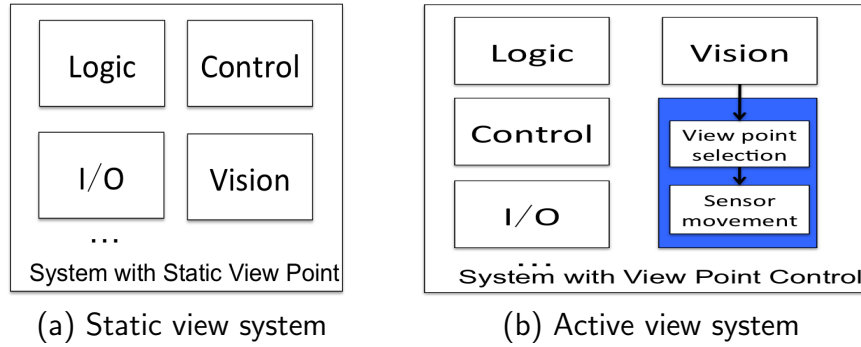 Logic
Control
I/O
Vision
...
System with Static View Point
(a) Static view system
Logic
Vision
Control
View point
selection
I/O
Sensor
movement
...
System with View Point Control
(b) Active view system